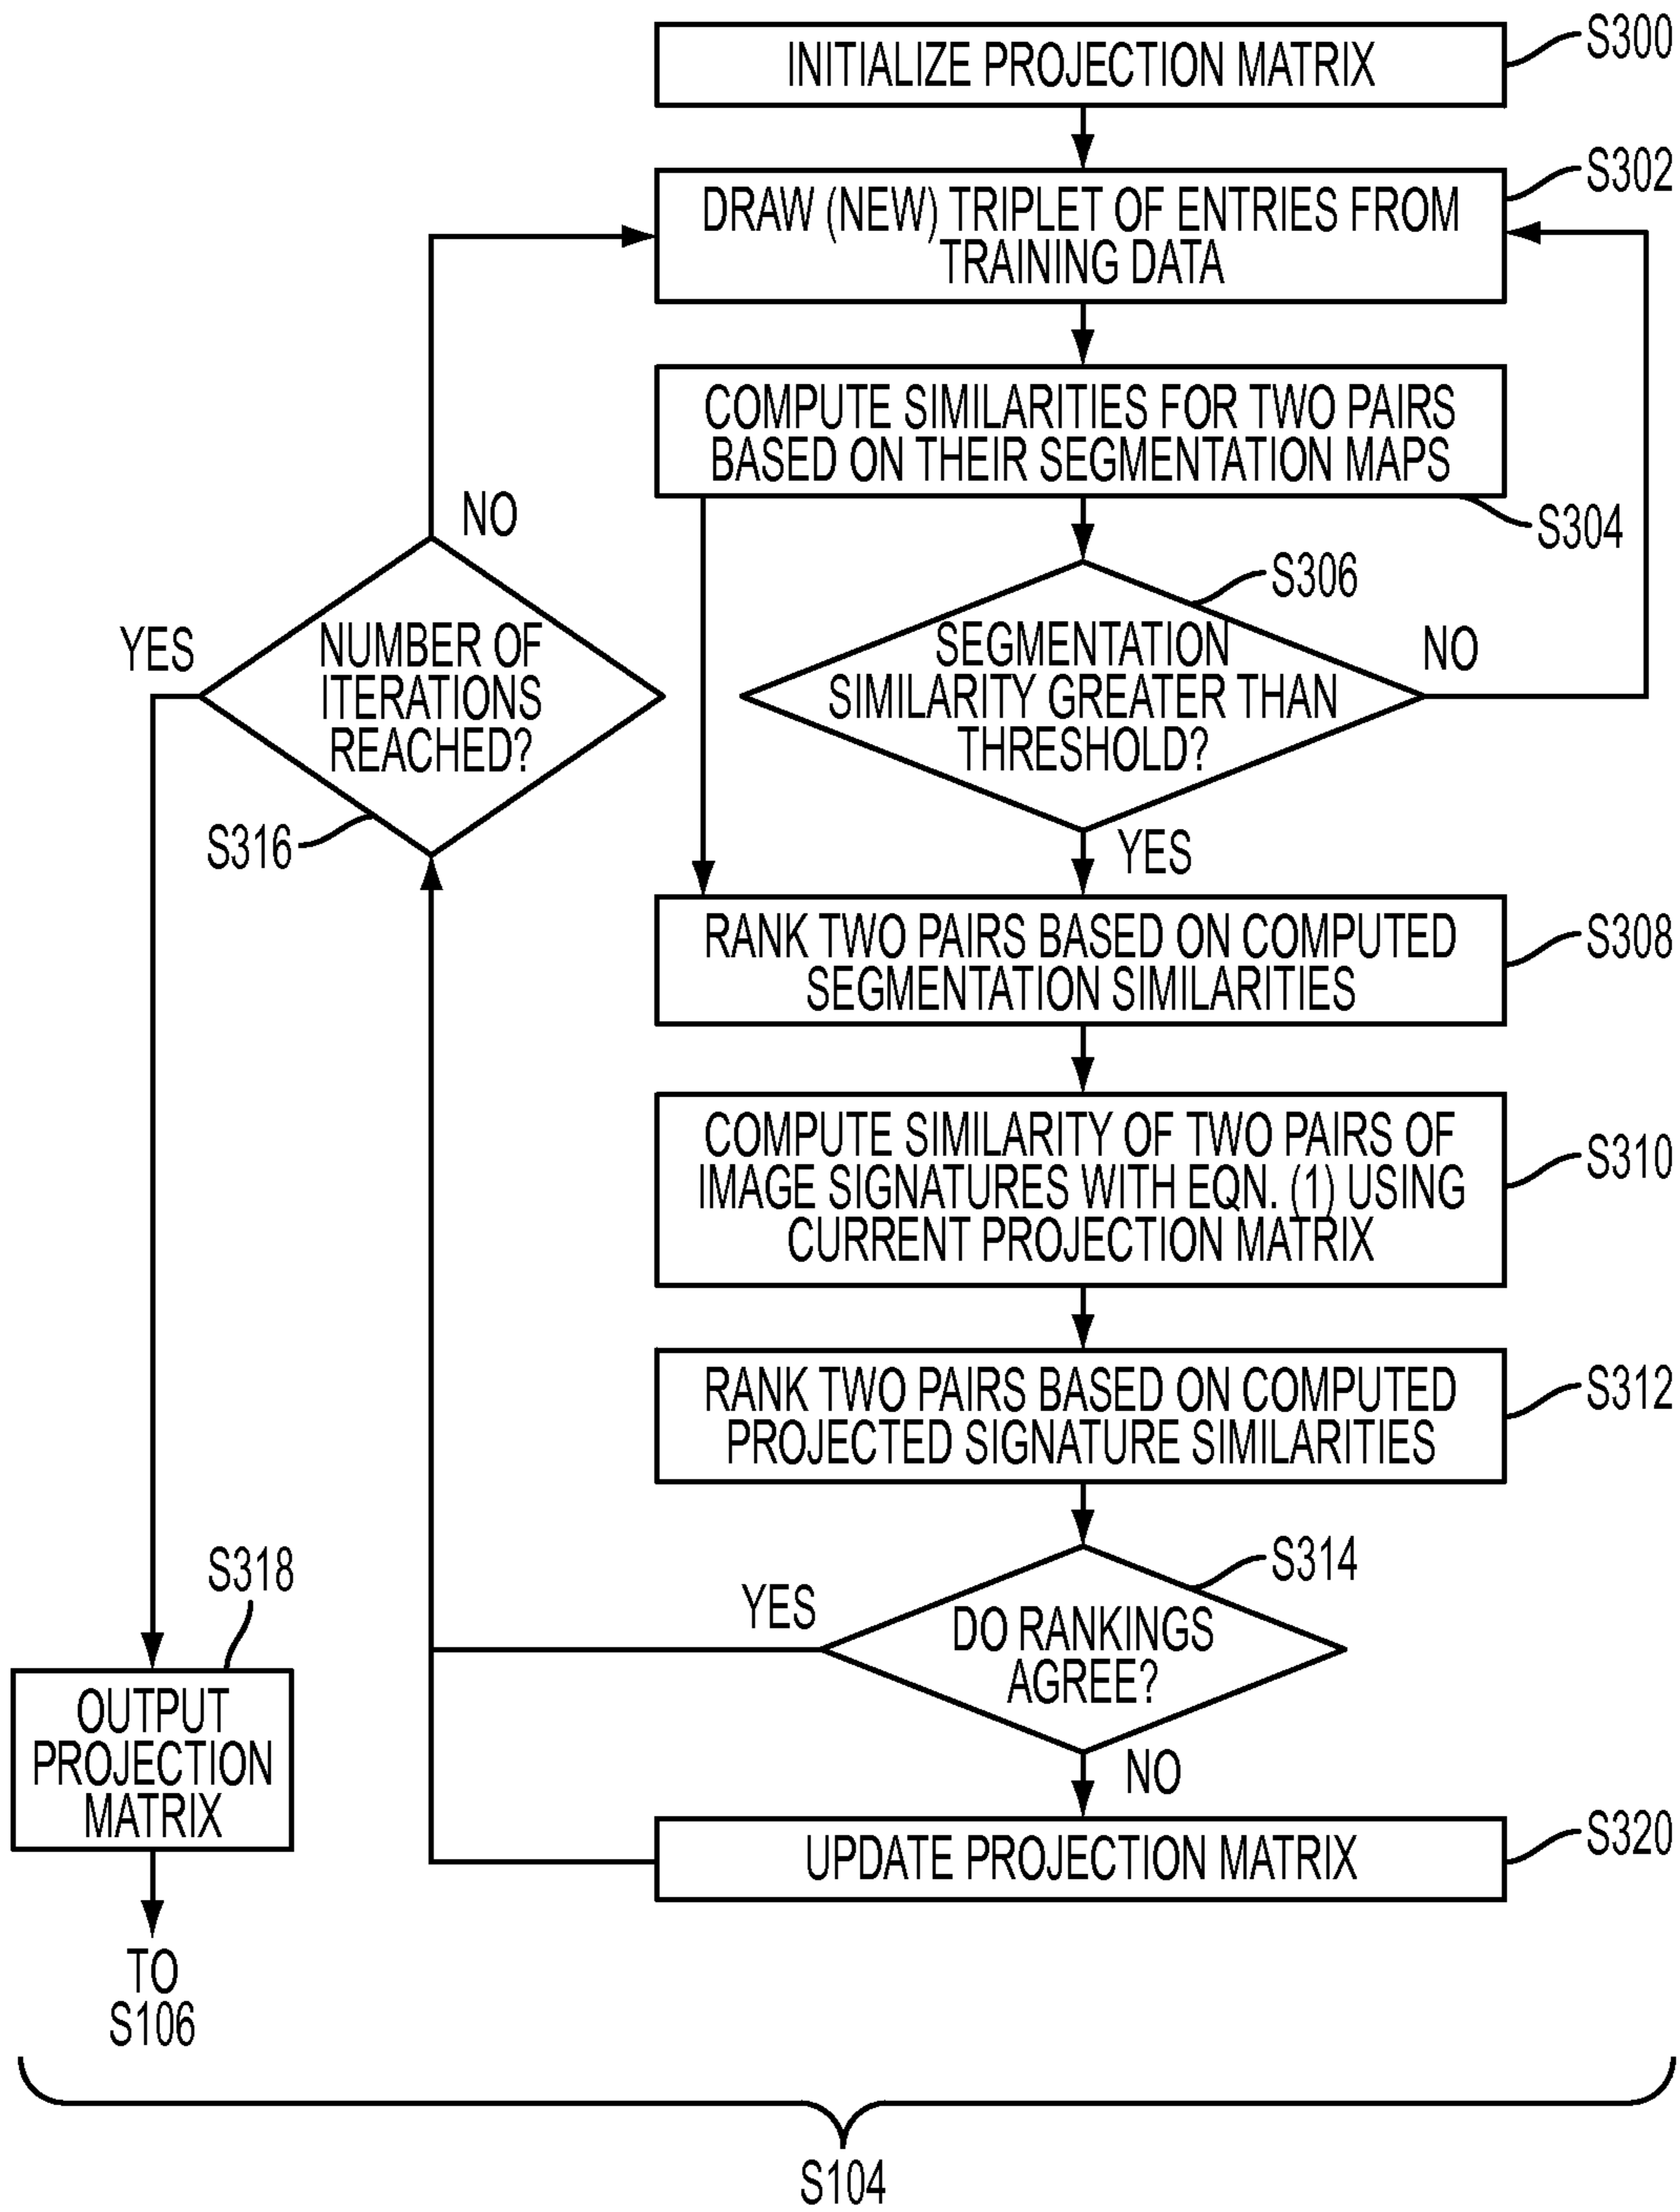 INITIALIZE PROJECTION MATRIX
S300
DRAW (NEW) TRIPLET OF ENTRIES FROM
TRAINING DATA
S302
COMPUTE SIMILARITIES FOR TWO PAIRS
BASED ON THEIR SEGMENTATION MAPS
S304
SEGMENTATION
SIMILARITY GREATER THAN
THRESHOLD?
S306
NO
YES
NUMBER OF
ITERATIONS
REACHED?
NO
YES
S316
RANK TWO PAIRS BASED ON COMPUTED
SEGMENTATION SIMILARITIES
S308
COMPUTE SIMILARITY OF TWO PAIRS OF
IMAGE SIGNATURES WITH EQN. (1) USING
CURRENT PROJECTION MATRIX
S310
RANK TWO PAIRS BASED ON COMPUTED
PROJECTED SIGNATURE SIMILARITIES
S312
DO RANKINGS
AGREE?
S314
YES
NO
UPDATE PROJECTION MATRIX
S320
S318
OUTPUT
PROJECTION
MATRIX
TO
S106
S104